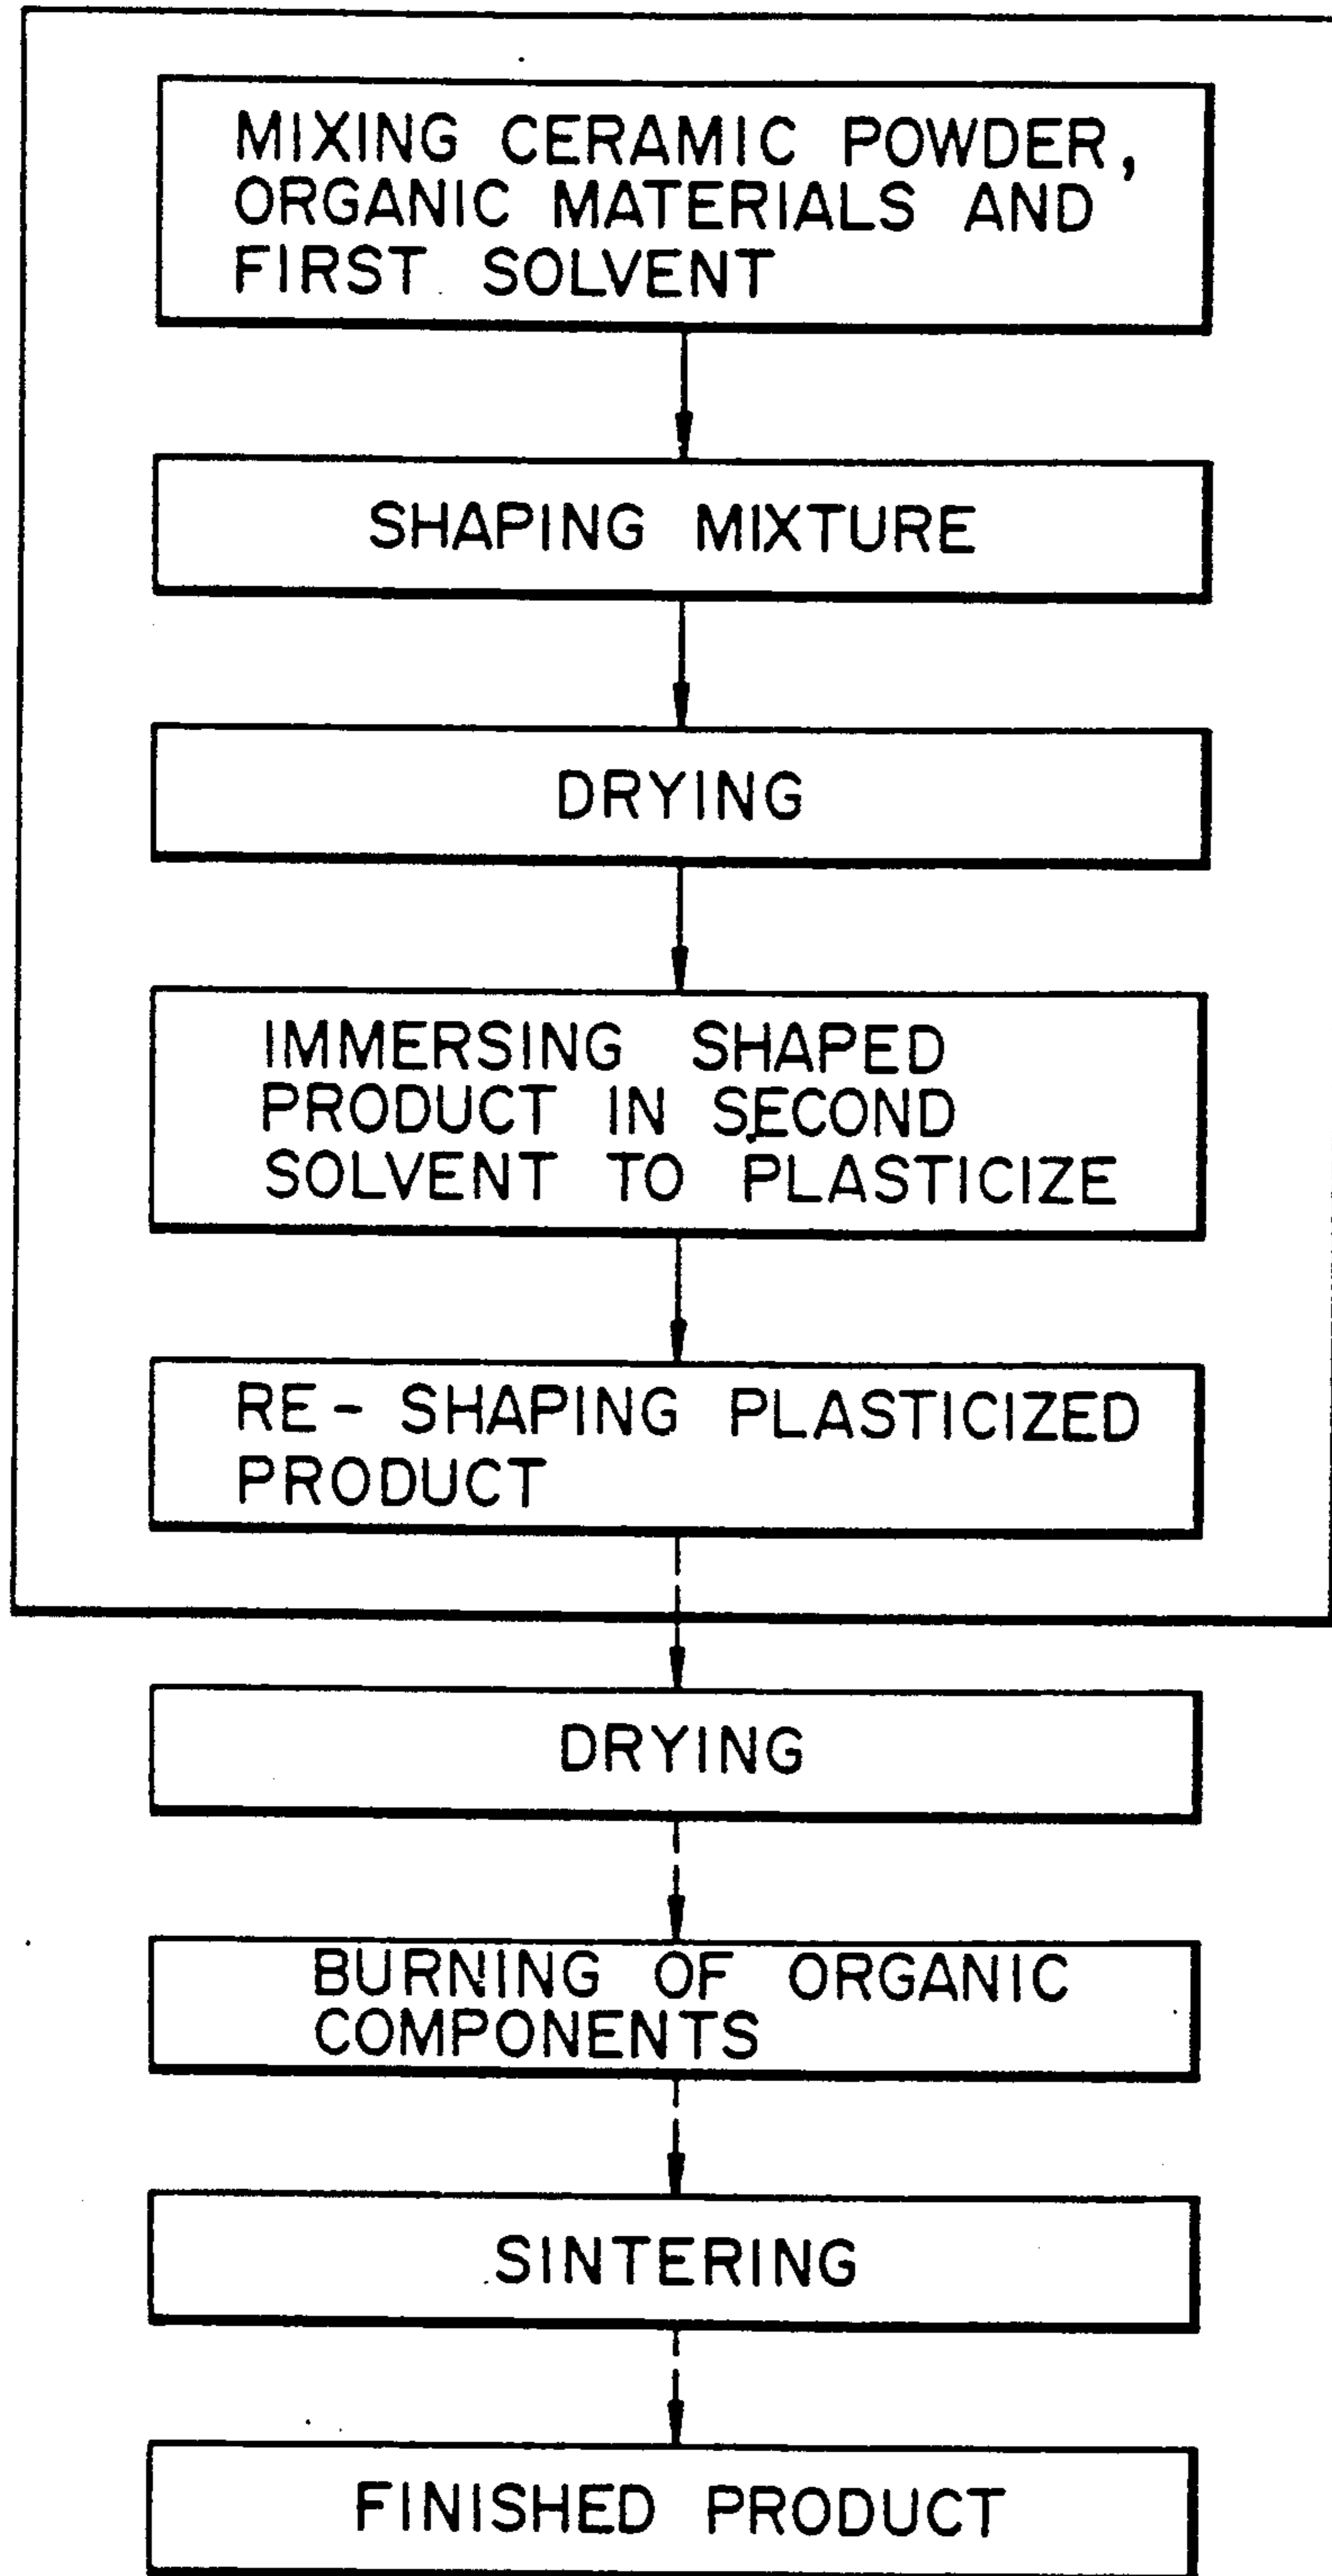 MIXING CERAMIC POWDER,
ORGANIC MATERIALS AND
FIRST SOLVENT
SHAPING MIXTURE
DRYING
IMMERSING SHAPED
PRODUCT IN SECOND
SOLVENT TO PLASTICIZE
RE- SHAPING PLASTICIZED
PRODUCT
DRYING
BURNING OF ORGANIC
COMPONENTS
SINTERING
FINISHED PRODUCT